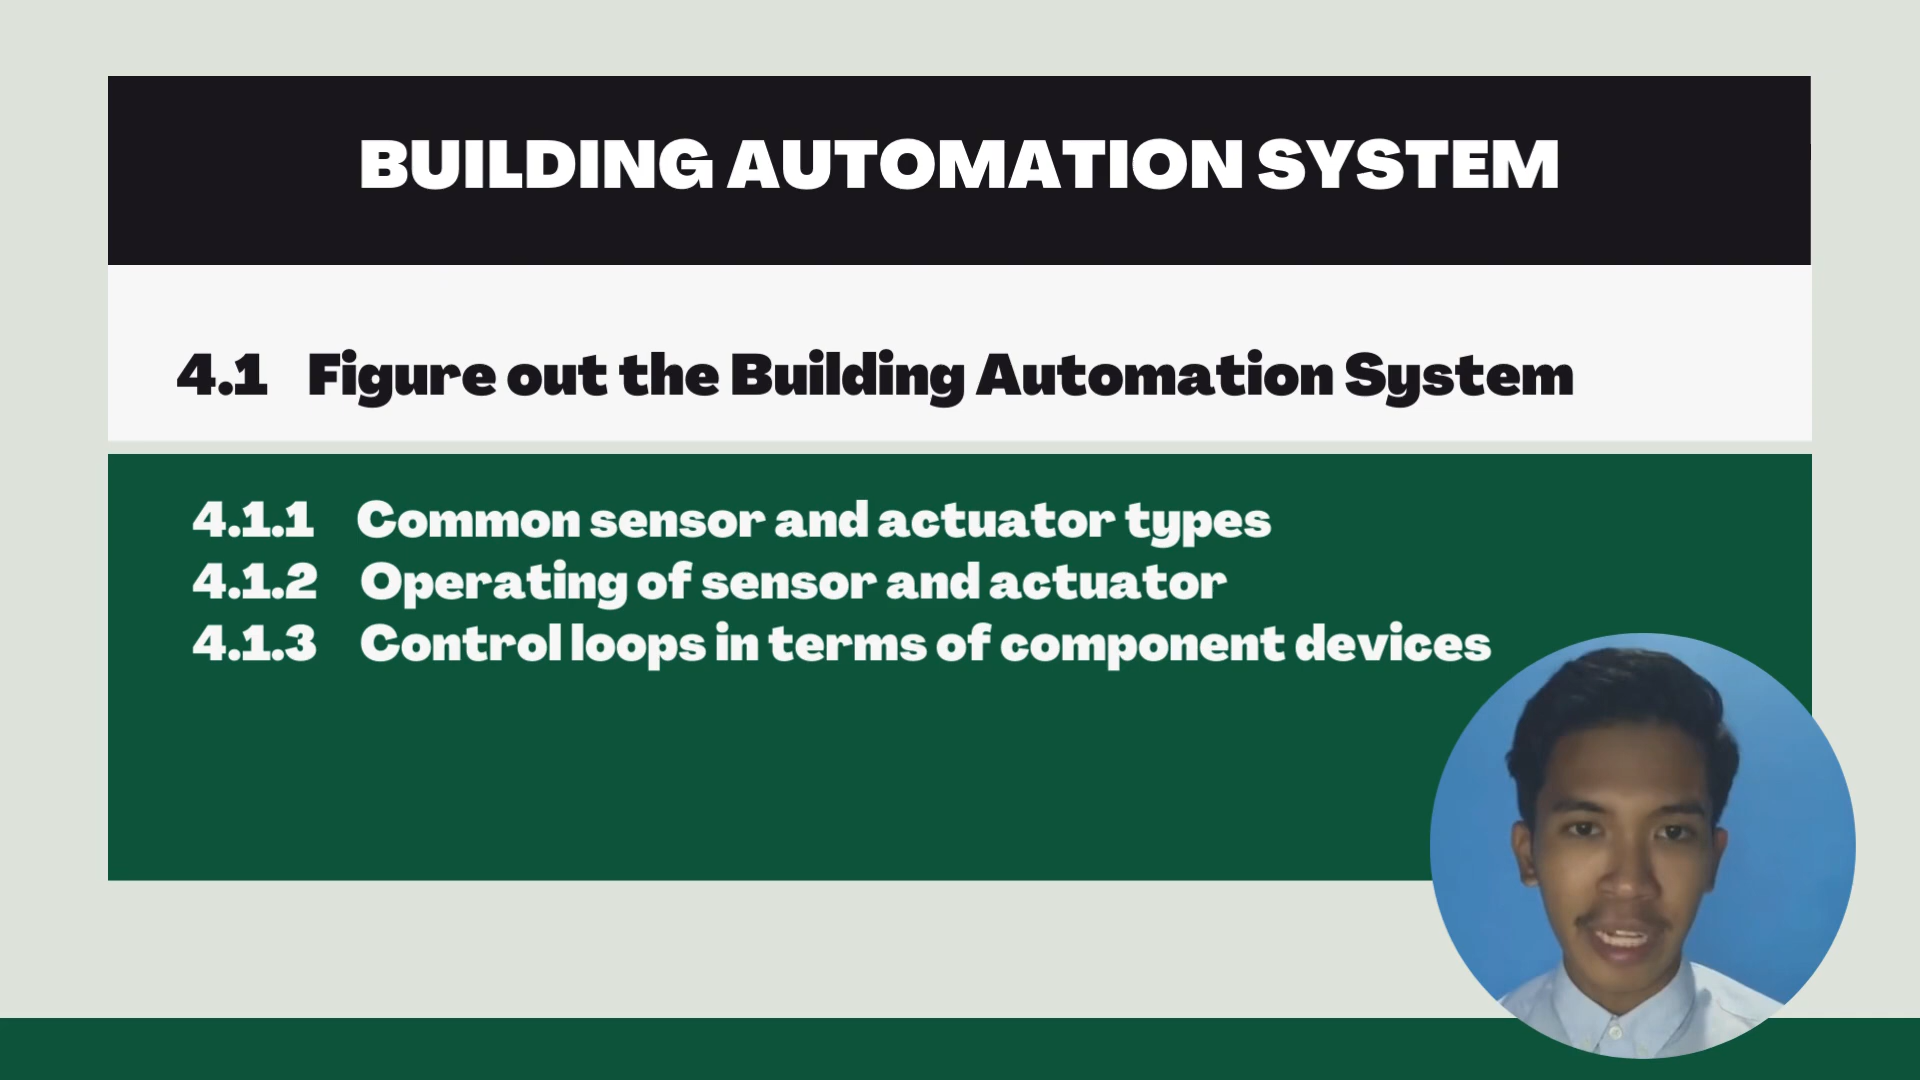 BUILDING AUTOMATION SYSTEM
4.1 Figure out the Building Automation System
4.1.1 Common sensor and actuator types
4.1.2 Operating of sensor and actuator
4.1.3 Control loops in terms of component devices